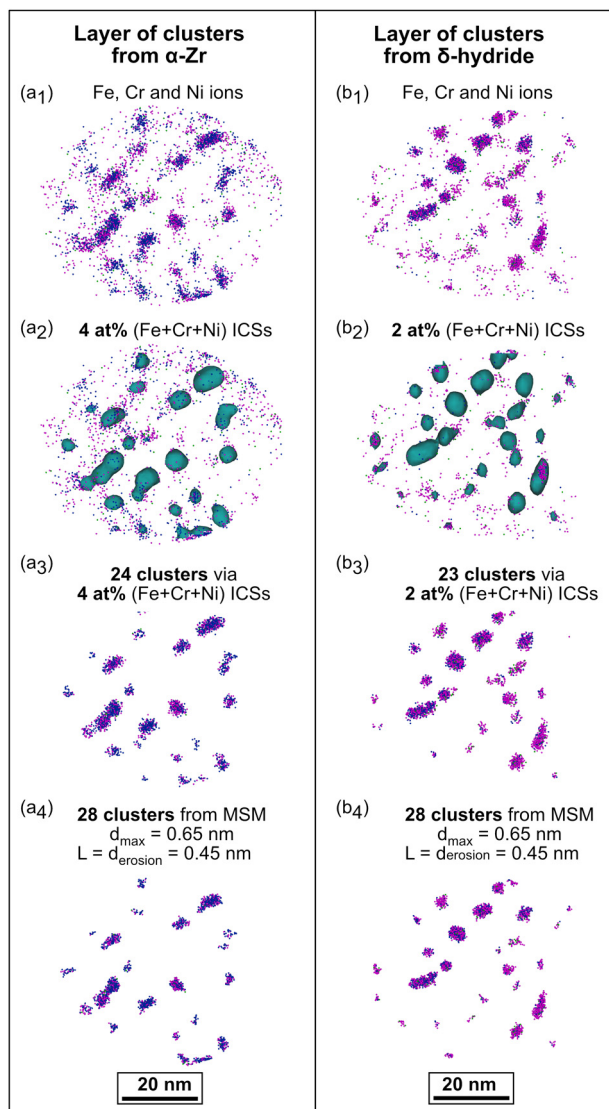 Layer of clusters
from α-Zr
(a1) Fe, Cr and Ni ions
(a2) 4 at% (Fe+Cr+Ni) ICSs
(a3) 24 clusters via
4 at% (Fe+Cr+Ni) ICSs
(a4) 28 clusters from MSM
dmax = 0.65 nm
L = derosion = 0.45 nm
20 nm
Layer of clusters
from δ-hydride
(b1) Fe, Cr and Ni ions
(b2) 2 at% (Fe+Cr+Ni) ICSs
(b3) 23 clusters via
2 at% (Fe+Cr+Ni) ICSs
(b4) 28 clusters from MSM
dmax = 0.65 nm
L = derosion = 0.45 nm
20 nm